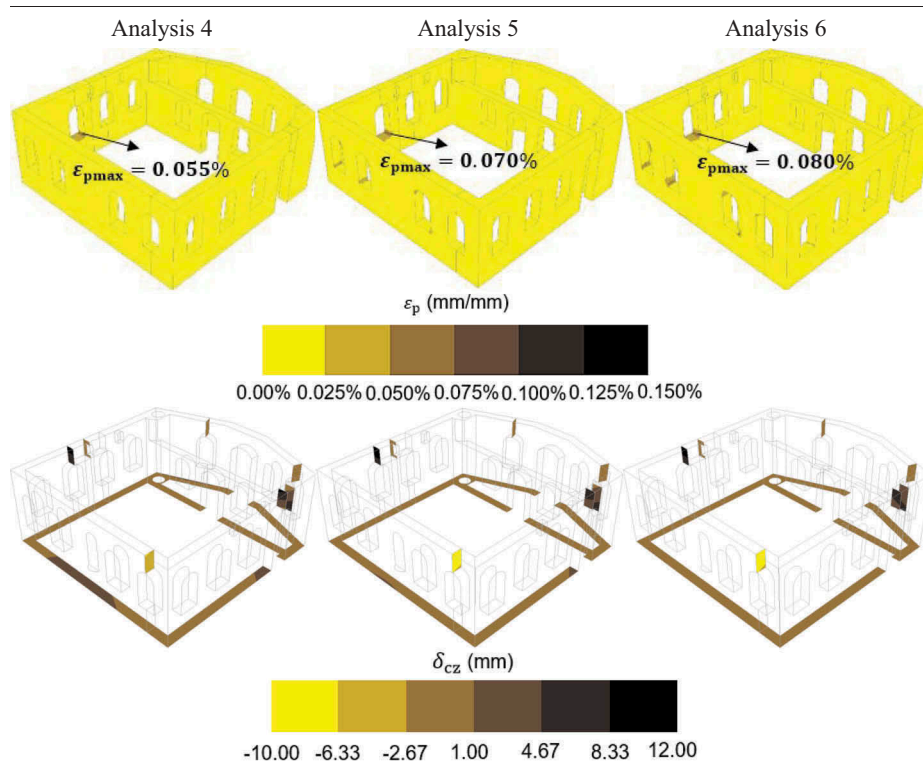 Analysis 4 Analysis 5 Analysis 6
εpmax = 0.055% εpmax = 0.070% εpmax = 0.080%
εp (mm/mm)
0.00% 0.025% 0.050% 0.075% 0.100% 0.125% 0.150%
δcz (mm)
-10.00 -6.33 -2.67 1.00 4.67 8.33 12.00